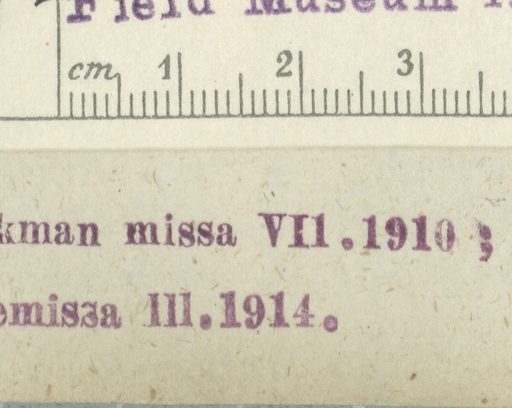 Field Museum
cm 1 2 3
kman missa VII.1910;
emissa III.1914.